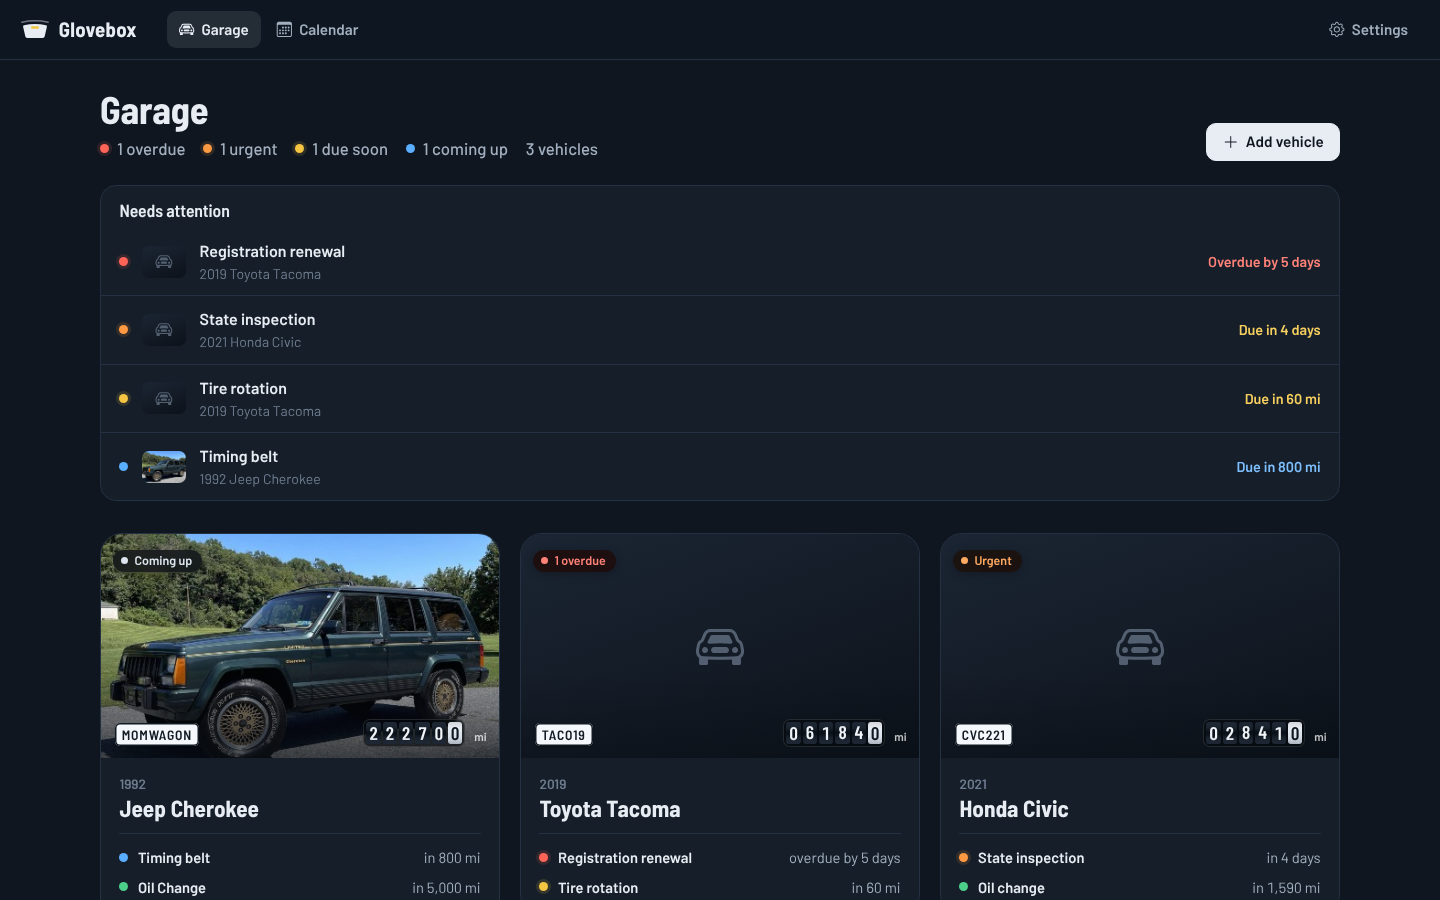 Glovebox
Garage
Calendar
Settings
Garage
1 overdue 1 urgent 1 due soon 1 coming up 3 vehicles
Add vehicle
Needs attention
Registration renewal
2019 Toyota Tacoma
Overdue by 5 days
State inspection
2021 Honda Civic
Due in 4 days
Tire rotation
2019 Toyota Tacoma
Due in 60 mi
Timing belt
1992 Jeep Cherokee
Due in 800 mi
Coming up
MOMWAGON
222700 mi
1992
Jeep Cherokee
Timing belt in 800 mi
Oil Change in 5,000 mi
1 overdue
TACO19
061840 mi
2019
Toyota Tacoma
Registration renewal overdue by 5 days
Tire rotation in 60 mi
Urgent
CVC221
028410 mi
2021
Honda Civic
State inspection in 4 days
Oil change in 1,590 mi